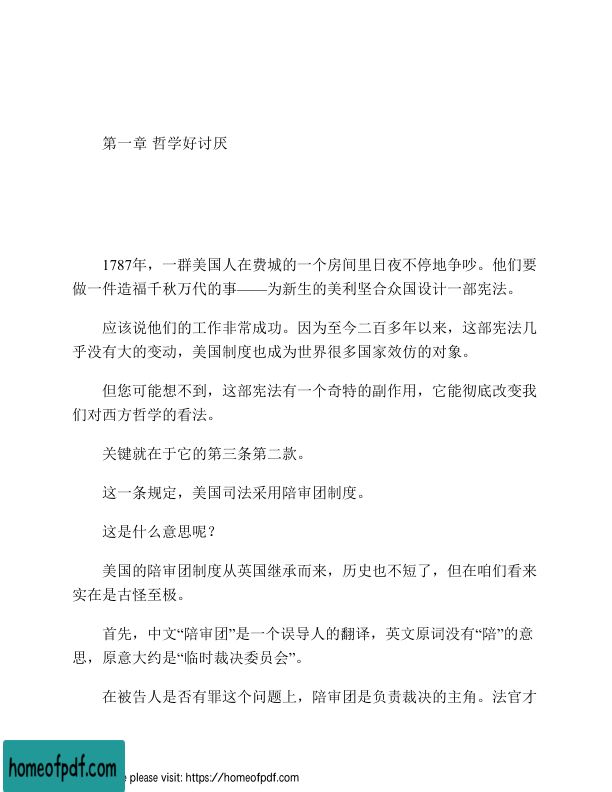 第一章 哲学好讨厌
1787年，一群美国人在费城的一个房间里日夜不停地争吵。他们要
做一件造福千秋万代的事——为新生的美利坚合众国设计一部宪法。
应该说他们的工作非常成功。因为至今二百多年以来，这部宪法几
乎没有大的变动，美国制度也成为世界很多国家效仿的对象。
但您可能想不到，这部宪法有一个奇特的副作用，它能彻底改变我
们对西方哲学的看法。
关键就在于它的第三条第二款。
这一条规定，美国司法采用陪审团制度。
这是什么意思呢？
美国的陪审团制度从英国继承而来，历史也不短了，但在咱们看来
实在是古怪至极。
首先，中文“陪审团”是一个误导人的翻译，英文原词没有“陪”的意
思，原意大约是“临时裁决委员会”。
在被告人是否有罪这个问题上，陪审团是负责裁决的主角。法官才
homeofpdf.com
please visit: https://homeofpdf.com